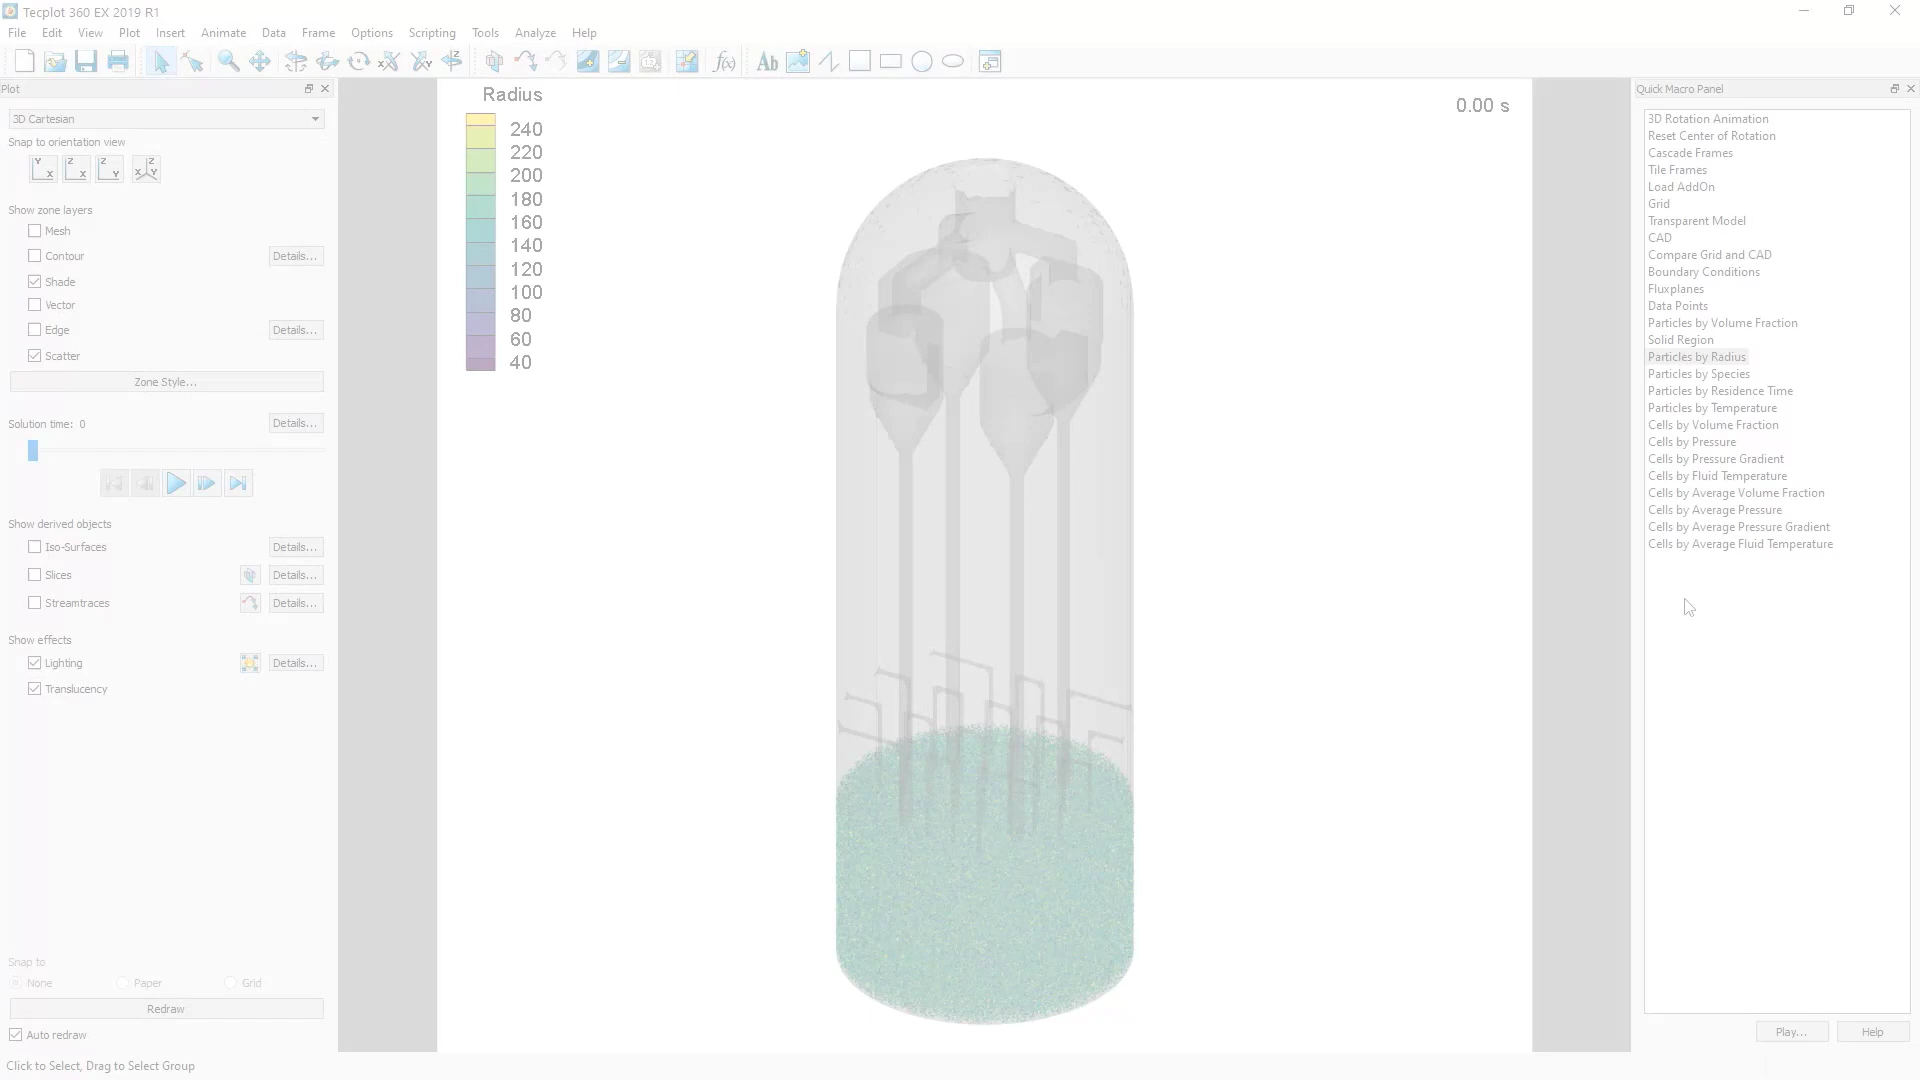 Tecplot 360 EX 2019 R1
File Edit View Plot Insert Animate Data Frame Options Scripting Tools Analyze Help
Plot
3D Cartesian
Snap to orientation view
Y X Z X Z Y Z X Y
Show zone layers
Mesh
Contour Details...
Shade
Vector
Edge Details...
Scatter
Zone Style...
Solution time: 0 Details...
Show derived objects
Iso-Surfaces Details...
Slices Details...
Streamtraces Details...
Show effects
Lighting Details...
Translucency
Snap to
None Paper Grid
Redraw
Auto redraw
Click to Select, Drag to Select Group
Radius
240
220
200
180
160
140
120
100
80
60
40
0.00 s
Quick Macro Panel
3D Rotation Animation
Reset Center of Rotation
Cascade Frames
Tile Frames
Load AddOn
Grid
Transparent Model
CAD
Compare Grid and CAD
Boundary Conditions
Fluxplanes
Data Points
Particles by Volume Fraction
Solid Region
Particles by Radius
Particles by Species
Particles by Residence Time
Particles by Temperature
Cells by Volume Fraction
Cells by Pressure
Cells by Pressure Gradient
Cells by Fluid Temperature
Cells by Average Volume Fraction
Cells by Average Pressure
Cells by Average Pressure Gradient
Cells by Average Fluid Temperature
Play... Help